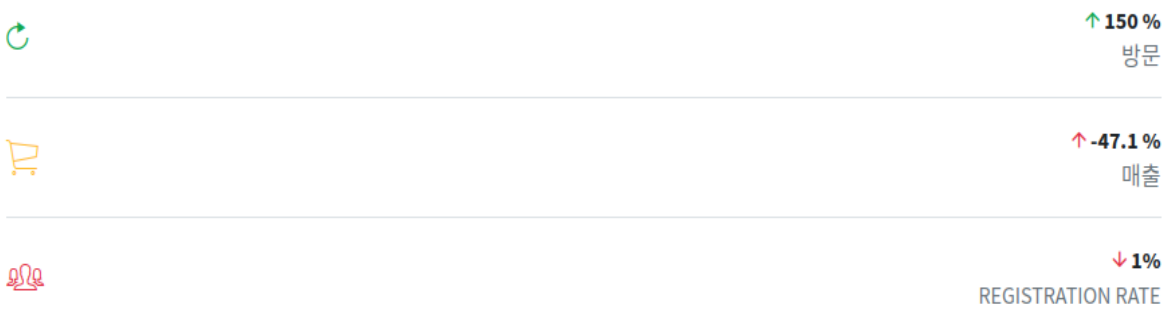 ↑ 150 %
방문
↑ -47.1 %
매출
↓ 1%
REGISTRATION RATE